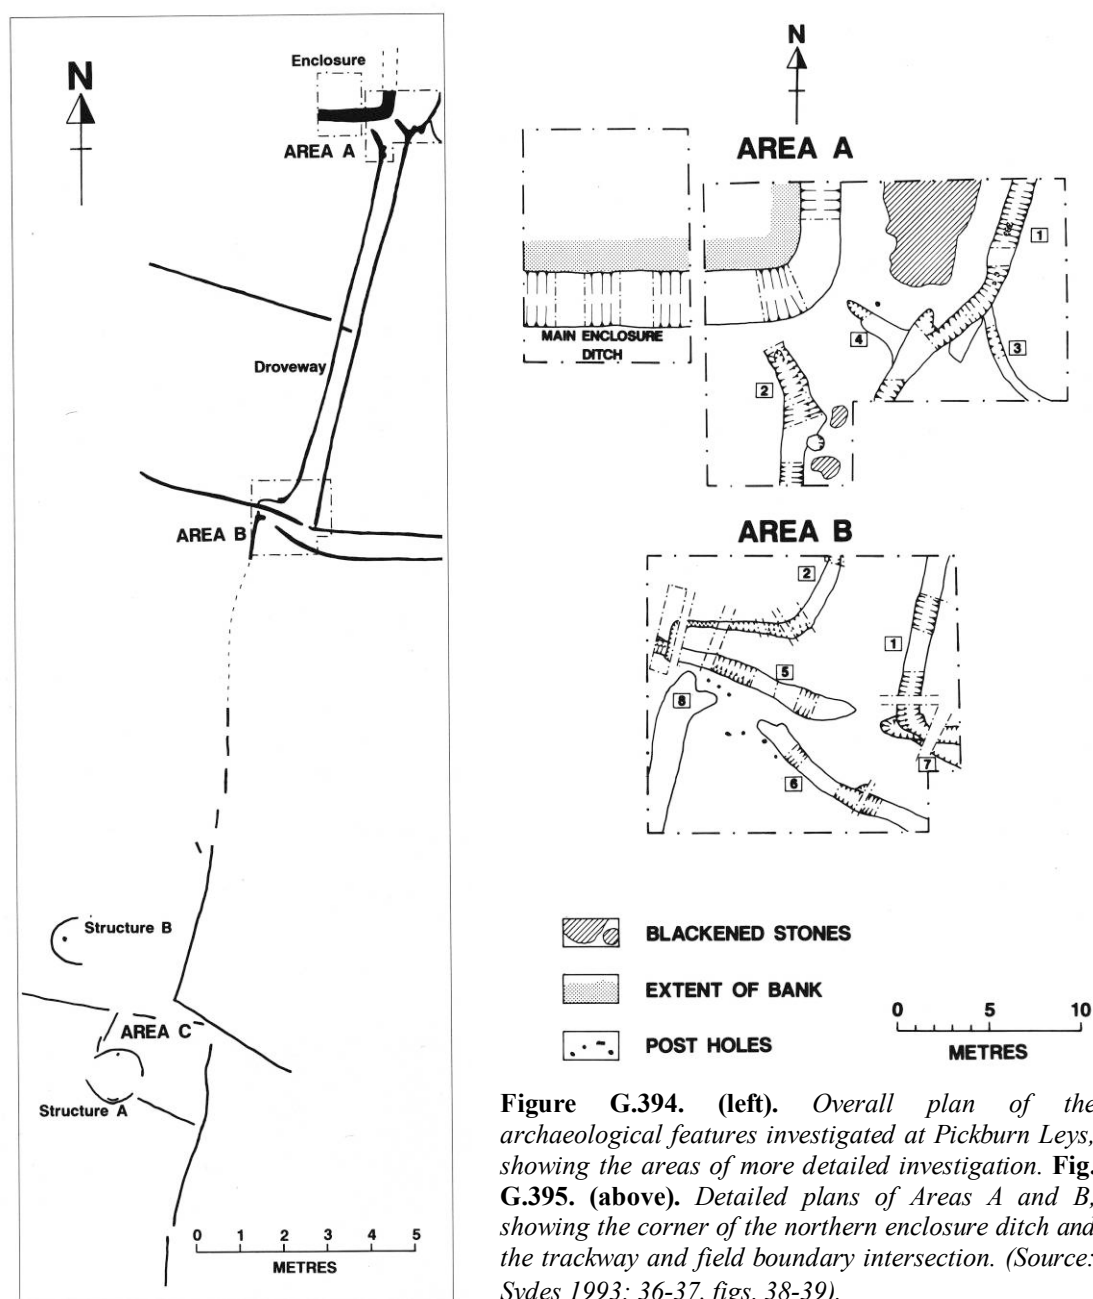 N
Enclosure
AREA A
Droveway
AREA B
Structure B
AREA C
Structure A
0 1 2 3 4 5
METRES
N
AREA A
1
MAIN ENCLOSURE
DITCH
4
3
2
AREA B
2
1
5
8
7
6
BLACKENED STONES
EXTENT OF BANK
POST HOLES
0 5 10
METRES
Figure G.394. (left). Overall plan of the
archaeological features investigated at Pickburn Leys,
showing the areas of more detailed investigation. Fig.
G.395. (above). Detailed plans of Areas A and B,
showing the corner of the northern enclosure ditch and
the trackway and field boundary intersection. (Source:
Sydes 1993: 36-37, figs. 38-39).